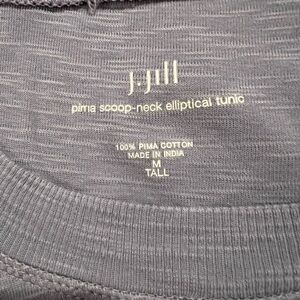 J.Jill
pima scoop-neck elliptical tunic
100% PIMA COTTON
MADE IN INDIA
M
TALL